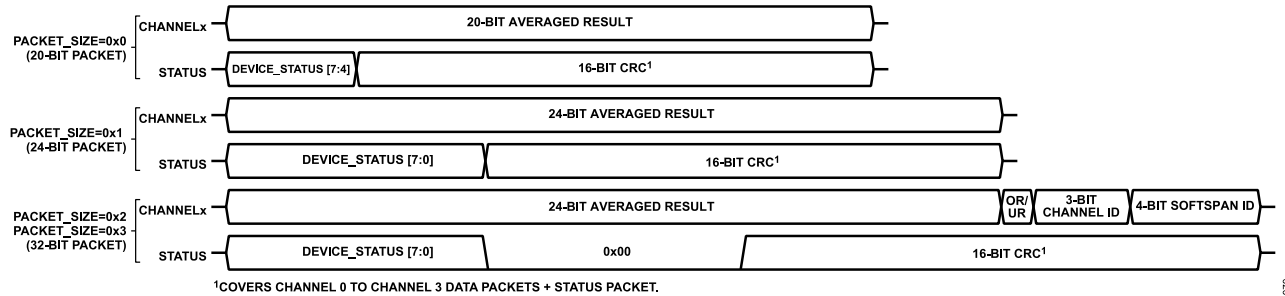 PACKET_SIZE=0x0
(20-BIT PACKET)
CHANNELx
20-BIT AVERAGED RESULT
STATUS
DEVICE_STATUS [7:4]
16-BIT CRC1
PACKET_SIZE=0x1
(24-BIT PACKET)
CHANNELx
24-BIT AVERAGED RESULT
STATUS
DEVICE_STATUS [7:0]
16-BIT CRC1
PACKET_SIZE=0x2
PACKET_SIZE=0x3
(32-BIT PACKET)
CHANNELx
24-BIT AVERAGED RESULT
OR/
UR
3-BIT
CHANNEL ID
4-BIT SOFTSPAN ID
STATUS
DEVICE_STATUS [7:0]
0x00
16-BIT CRC1
1COVERS CHANNEL 0 TO CHANNEL 3 DATA PACKETS + STATUS PACKET.